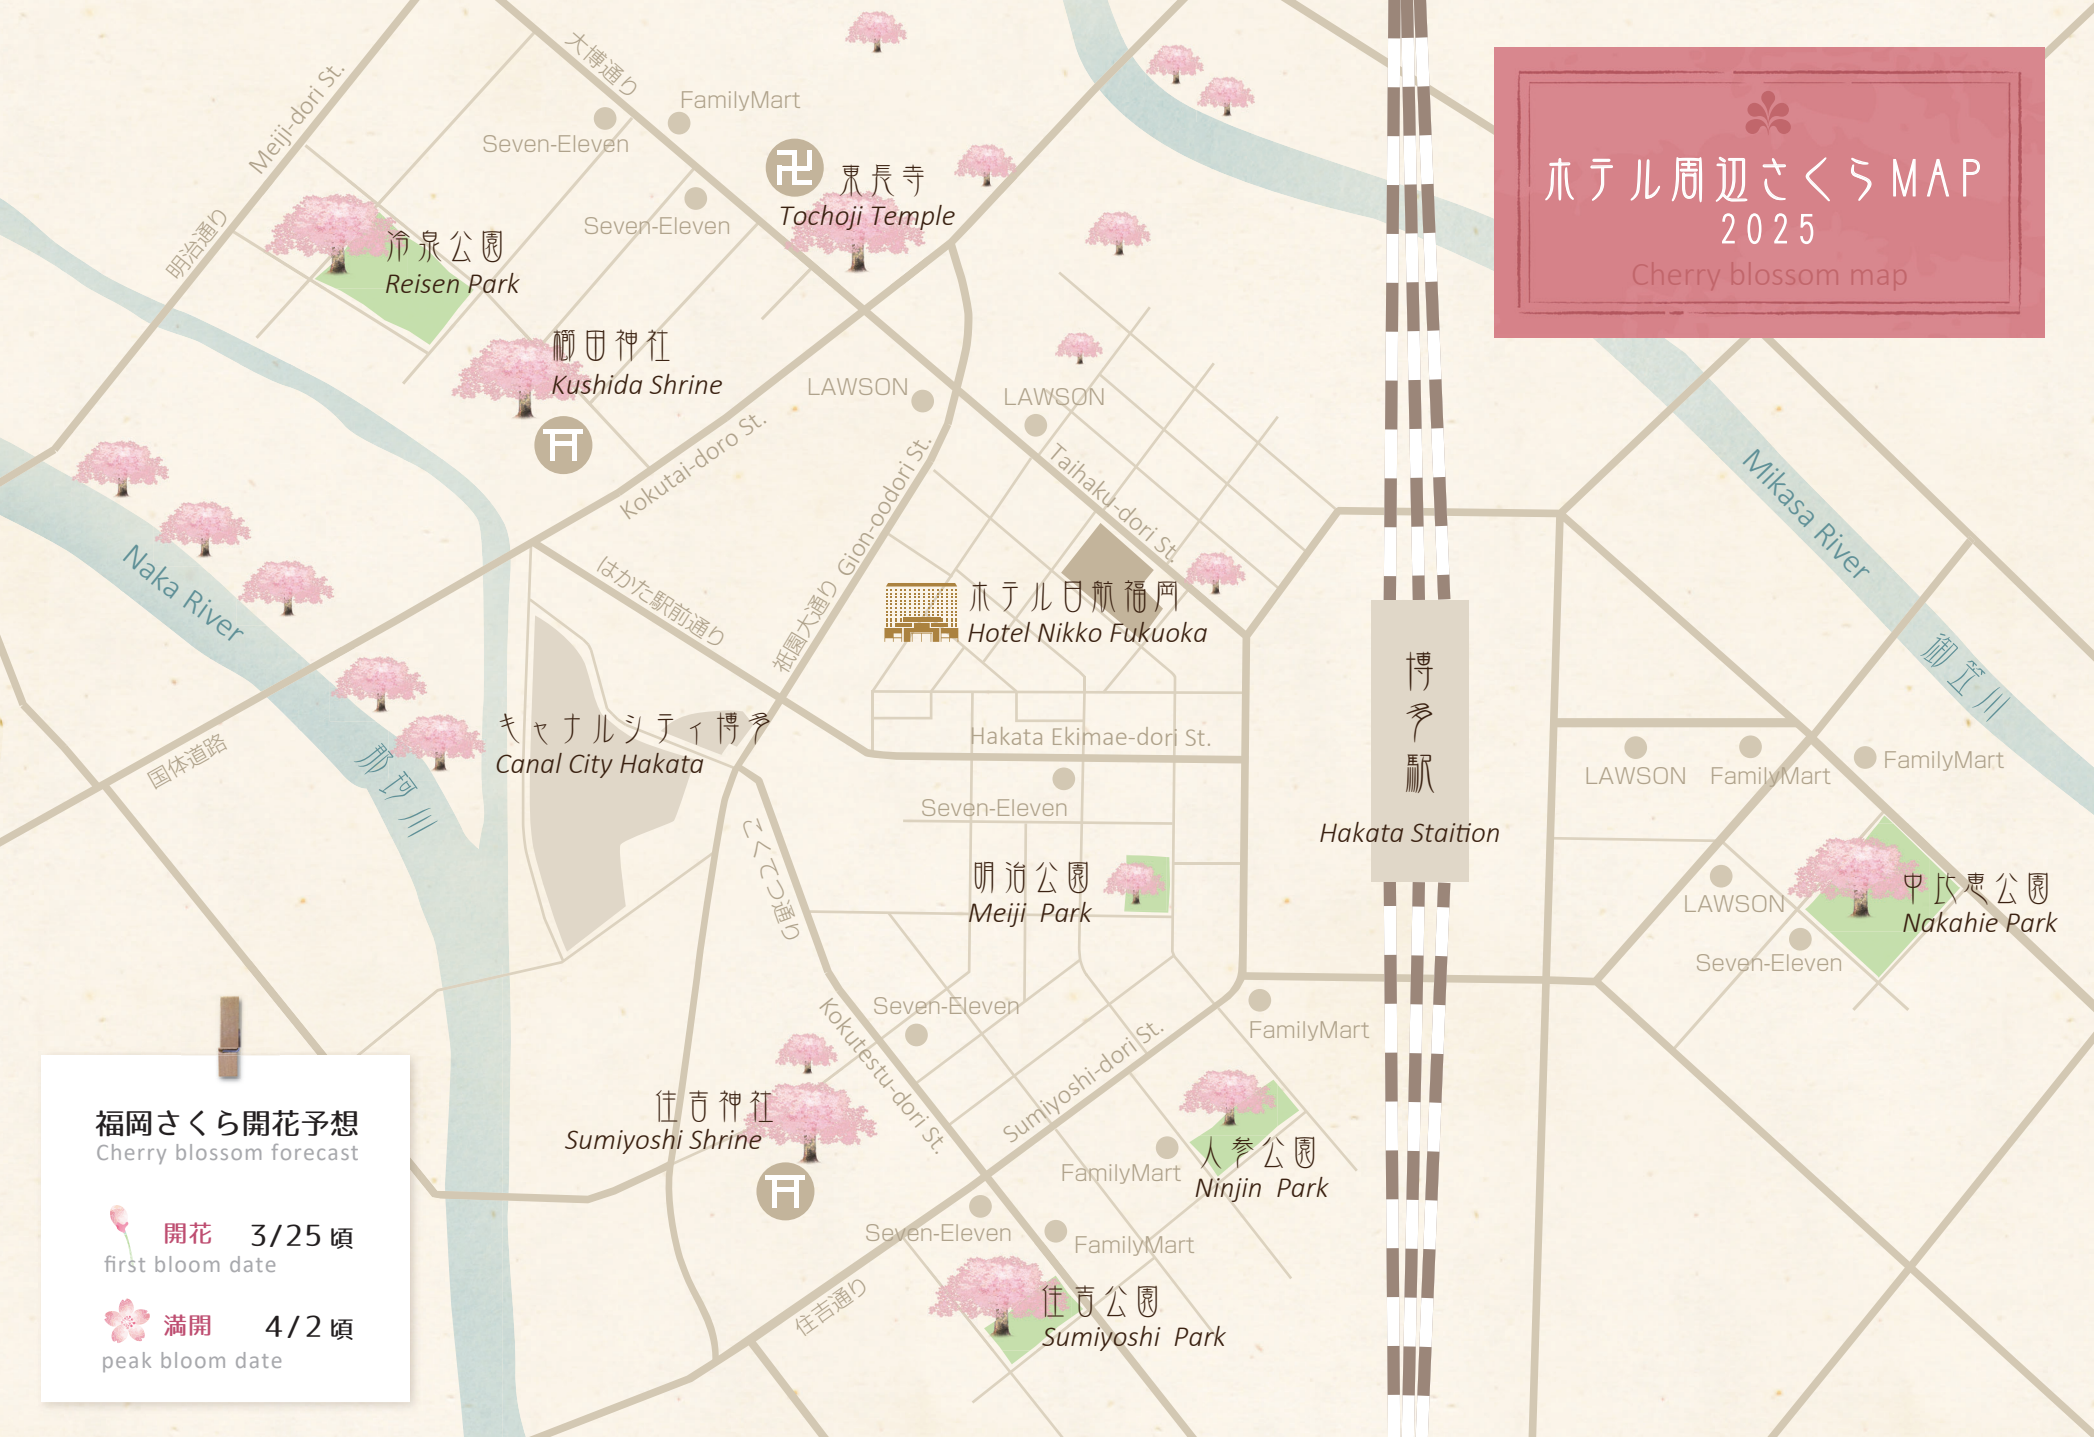 ホテル周辺さくらMAP
2025
Cherry blossom map
大博通り
FamilyMart
Seven-Eleven
Meiji-dori St.
明治通り
Seven-Eleven
東長寺
Tochoji Temple
冷泉公園
Reisen Park
櫛田神社
Kushida Shrine
LAWSON
LAWSON
Kokutai-doro St.
Gion-oodori St.
祇園大通り
Taihaku-dori St.
はかた駅前通り
Naka River
Mikasa River
御笠川
ホテル日航福岡
Hotel Nikko Fukuoka
博多駅
Hakata Staition
キャナルシティ博多
Canal City Hakata
国体道路
那珂川
Hakata Ekimae-dori St.
Seven-Eleven
LAWSON
FamilyMart
FamilyMart
こくてつ通り
明治公園
Meiji Park
中比恵公園
Nakahie Park
LAWSON
Seven-Eleven
Seven-Eleven
FamilyMart
Kokutestu-dori St.
Sumiyoshi-dori St.
住吉神社
Sumiyoshi Shrine
人参公園
Ninjin Park
FamilyMart
Seven-Eleven
FamilyMart
住吉通り
住吉公園
Sumiyoshi Park
福岡さくら開花予想
Cherry blossom forecast
開花 3/25頃
first bloom date
満開 4/2頃
peak bloom date